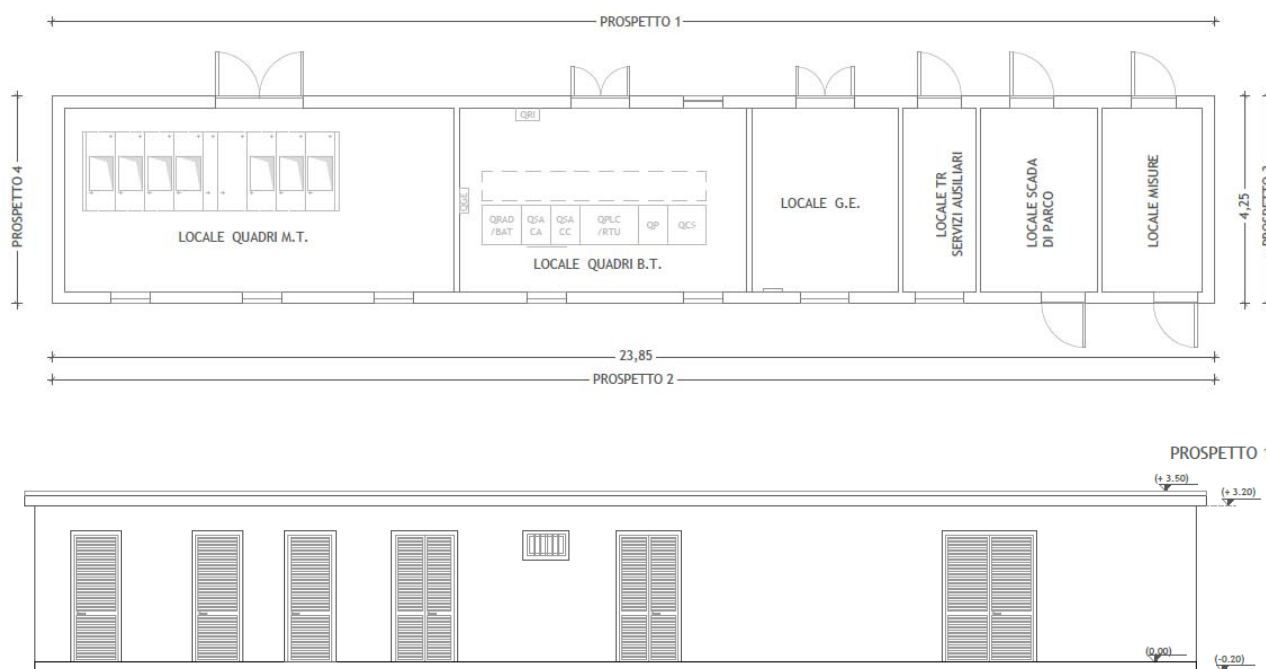 PROSPETTO 1
QRI
PROSPETTO 4
QGE
QRAD
/BAT
QSA
CA
QSA
CC
QPLC
/RTU
QP
QCS
LOCALE QUADRI M.T.
LOCALE QUADRI B.T.
LOCALE G.E.
LOCALE TR
SERVIZI AUSILIARI
LOCALE SCADA
DI PARCO
LOCALE MISURE
4,25
23,85
PROSPETTO 2
PROSPETTO 1
(+ 3.50)
(+ 3.20)
(0.00)
(-0.20)